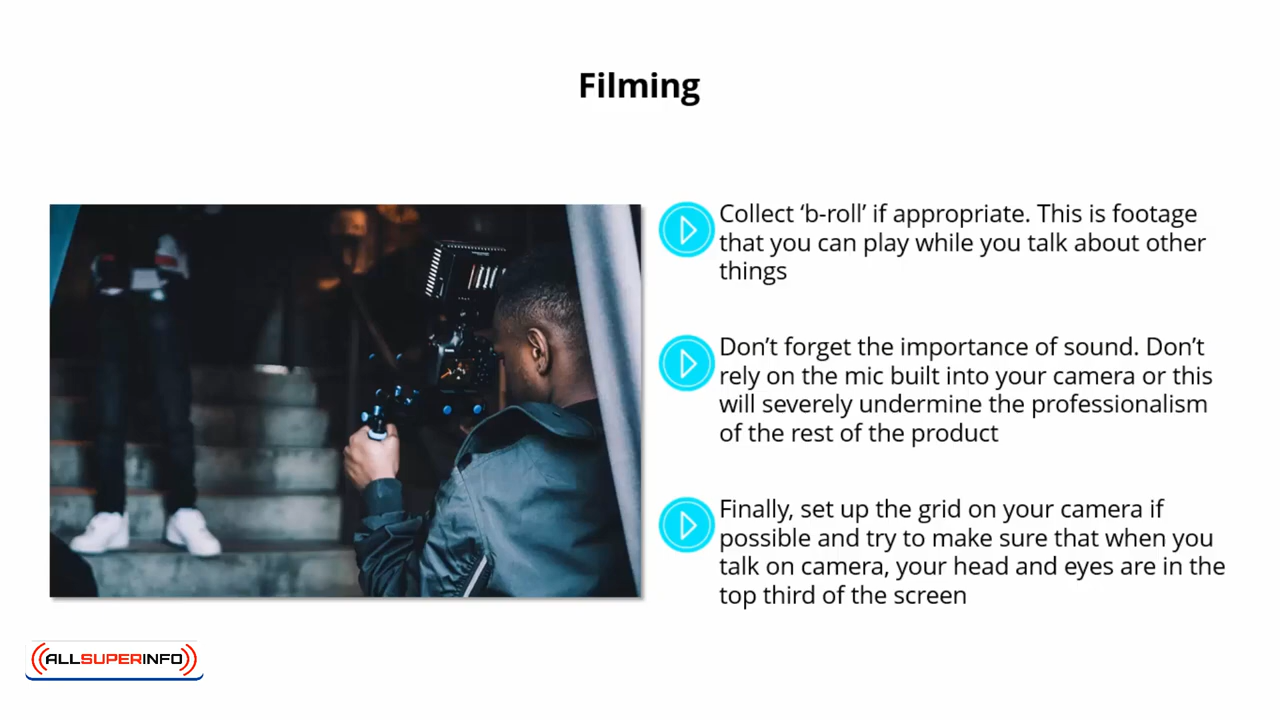 Filming
Collect ‘b-roll’ if appropriate. This is footage
that you can play while you talk about other
things
Don’t forget the importance of sound. Don’t
rely on the mic built into your camera or this
will severely undermine the professionalism
of the rest of the product
Finally, set up the grid on your camera if
possible and try to make sure that when you
talk on camera, your head and eyes are in the
top third of the screen
ALLSUPERINFO